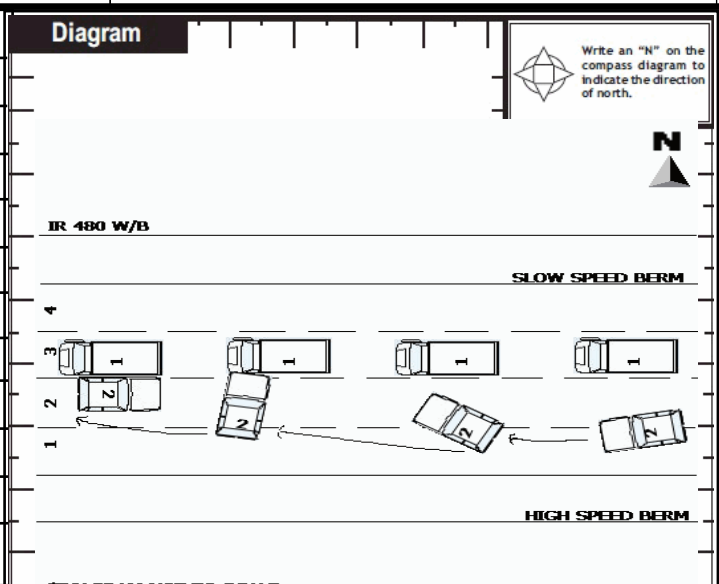 Diagram
Write an “N” on the
compass diagram to
indicate the direction
of north.
N
IR 480 W/B
SLOW SPEED BERM
4
3
1
1
1
1
2
2
2
2
2
1
HIGH SPEED BERM